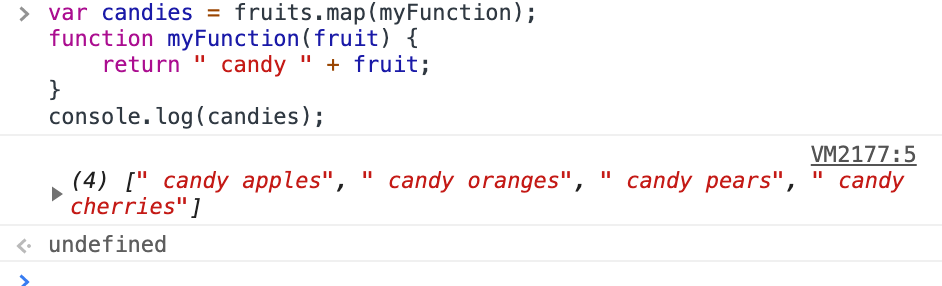 var candies = fruits.map(myFunction);
function myFunction(fruit) {
    return " candy " + fruit;
}
console.log(candies);
VM2177:5
(4) [" candy apples", " candy oranges", " candy pears", " candy
cherries"]
undefined